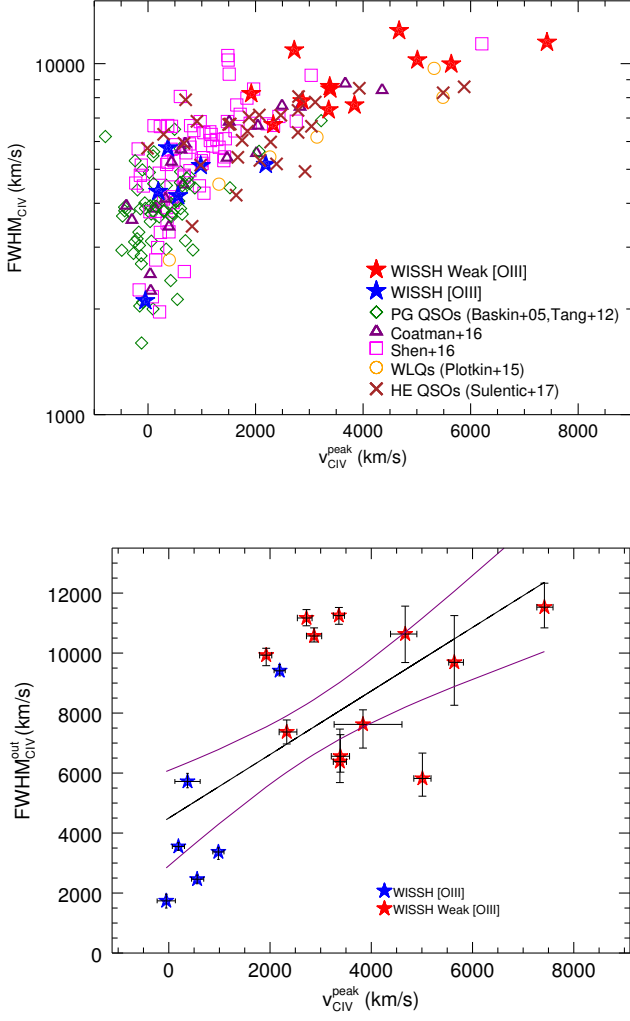 10000
1000
FWHM_CIV (km/s)
WISSH Weak [OIII]
WISSH [OIII]
PG QSOs (Baskin+05,Tang+12)
Coatman+16
Shen+16
WLQs (Plotkin+15)
HE QSOs (Sulentic+17)
0 2000 4000 6000 8000
v_CIV^peak (km/s)
12000
10000
8000
6000
4000
2000
0
FWHM_CIV^out (km/s)
WISSH [OIII]
WISSH Weak [OIII]
0 2000 4000 6000 8000
v_CIV^peak (km/s)